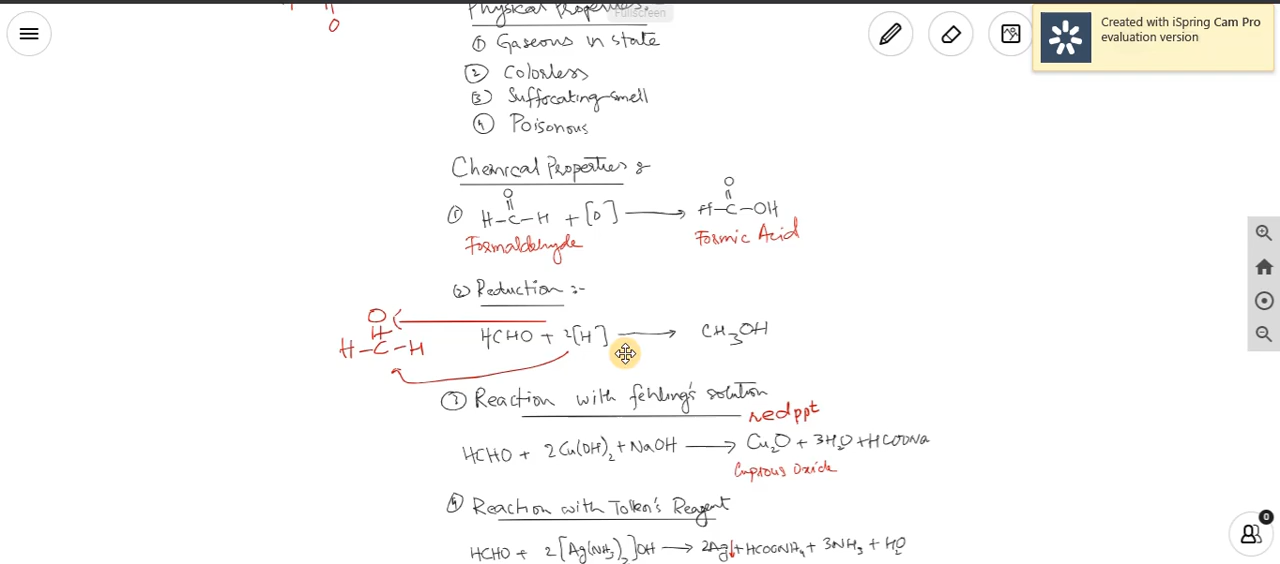 O
Physical Properties:-
Fullscreen
Created with iSpring Cam Pro
evaluation version
① Gaseous in state
② Colorless
③ Suffocating smell
④ Poisonous
Chemical Properties :
O O
|| ||
① H-C-H + [O] → H-C-OH
Formaldehyde Formic Acid
② Reduction :-
O
H
H-C-H
HCHO + 2[H] → CH₃OH
③ Reaction with fehling's solution
red ppt
HCHO + 2Cu(OH)₂ + NaOH → Cu₂O + 3H₂O + HCOONa
Cuprous Oxide
④ Reaction with Tollen's Reagent
HCHO + 2[Ag(NH₃)₂]OH → 2Ag↓ + HCOONH₄ + 3NH₃ + H₂O
0